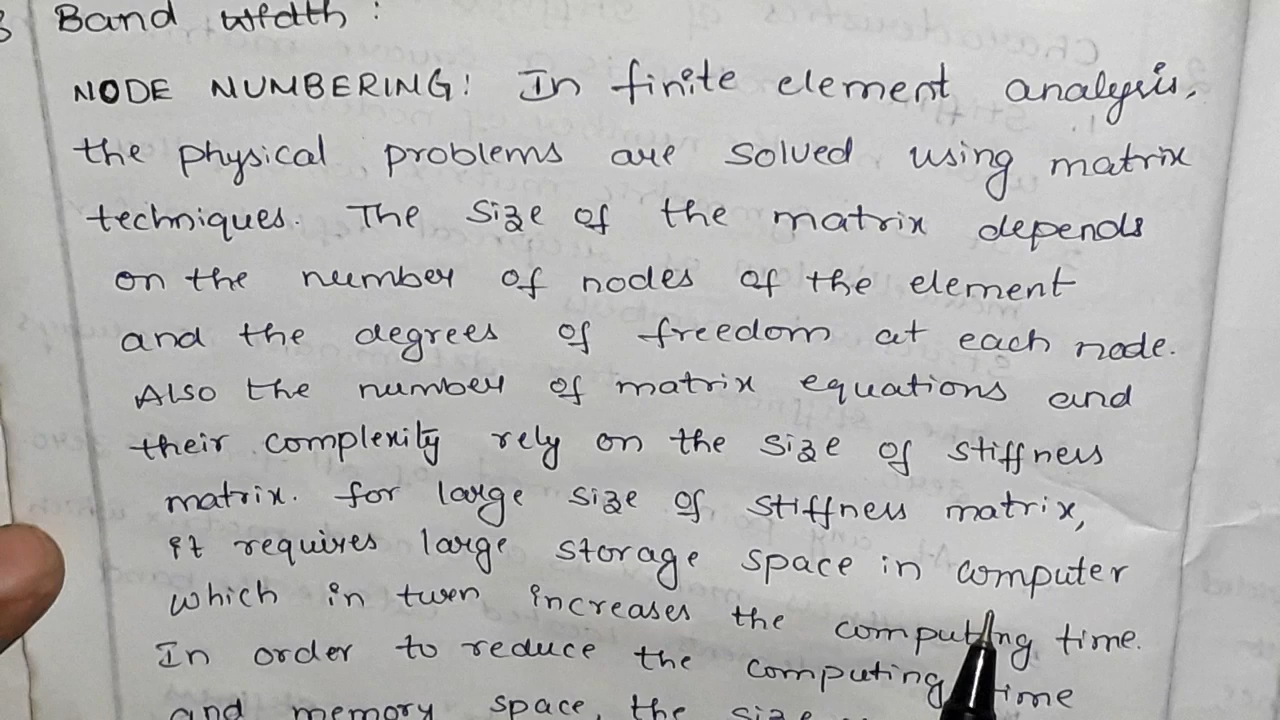 Band width :
NODE NUMBERING: In finite element analysis,
the physical problems are solved using matrix
techniques. The size of the matrix depends
on the number of nodes of the element
and the degrees of freedom at each node.
Also the number of matrix equations and
their complexity rely on the size of stiffness
matrix. for large size of stiffness matrix,
it requires large storage space in computer
which in turn increases the computing time.
In order to reduce the computing time
and memory space, the size